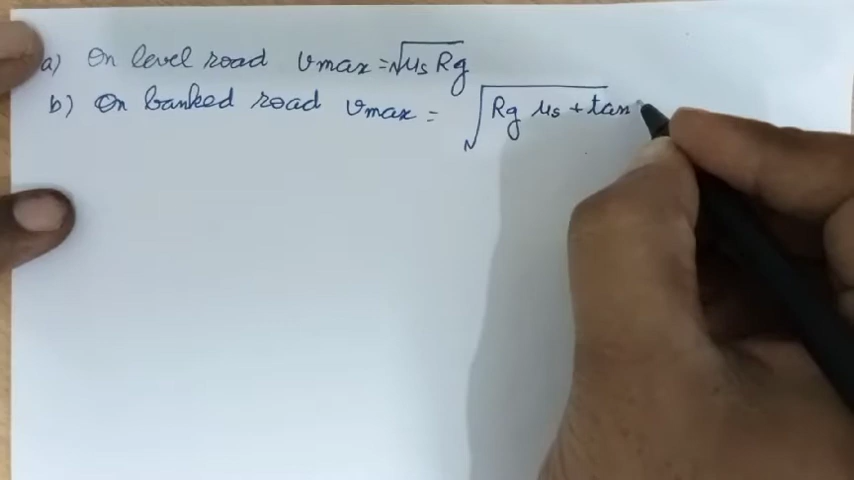 a) On level road vmax = √μs Rg
b) On banked road vmax = √Rg μs + tan